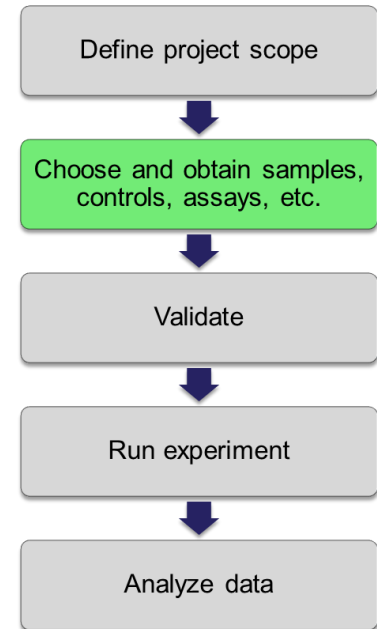 Define project scope
Choose and obtain samples,
controls, assays, etc.
Validate
Run experiment
Analyze data